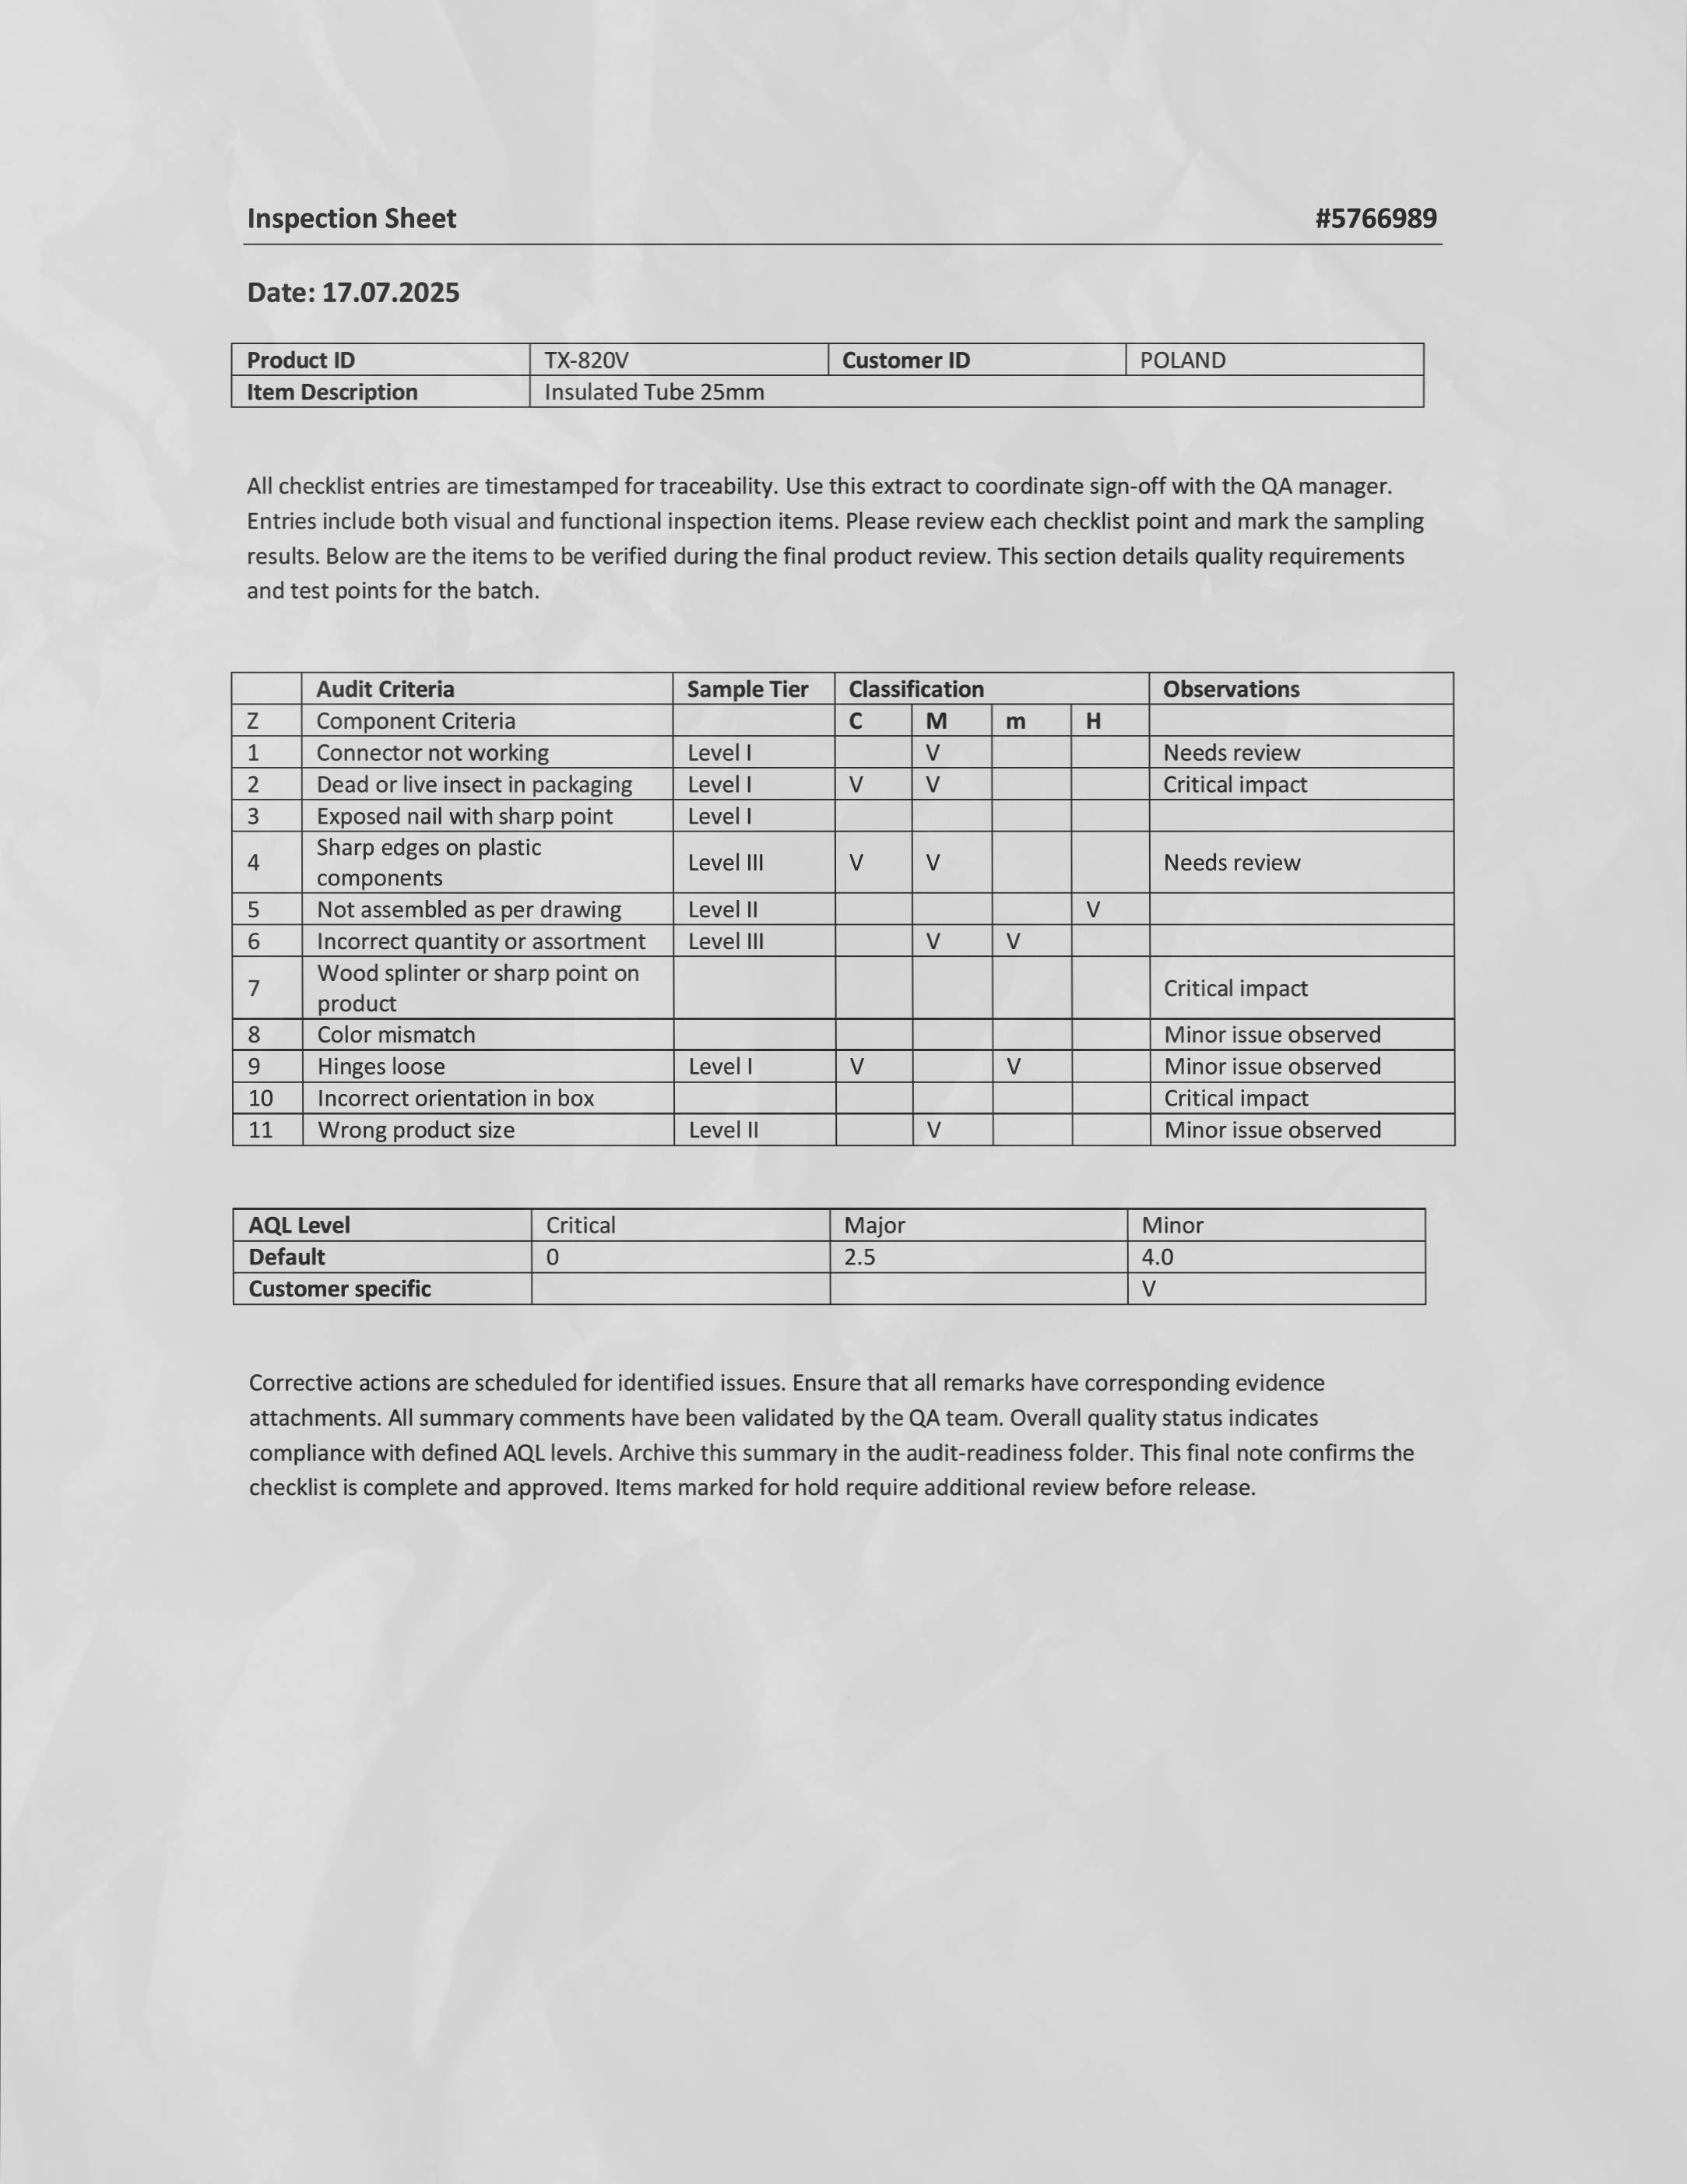 Inspection Sheet #5766989
Date: 17.07.2025
Product ID TX-820V Customer ID POLAND
Item Description Insulated Tube 25mm
All checklist entries are timestamped for traceability. Use this extract to coordinate sign-off with the QA manager.
Entries include both visual and functional inspection items. Please review each checklist point and mark the sampling
results. Below are the items to be verified during the final product review. This section details quality requirements
and test points for the batch.
Audit Criteria Sample Tier Classification Observations
Z Component Criteria C M m H
1 Connector not working Level I V Needs review
2 Dead or live insect in packaging Level I V V Critical impact
3 Exposed nail with sharp point Level I
4 Sharp edges on plastic
components Level III V V Needs review
5 Not assembled as per drawing Level II V
6 Incorrect quantity or assortment Level III V V
7 Wood splinter or sharp point on
product Critical impact
8 Color mismatch Minor issue observed
9 Hinges loose Level I V V Minor issue observed
10 Incorrect orientation in box Critical impact
11 Wrong product size Level II V Minor issue observed
AQL Level Critical Major Minor
Default 0 2.5 4.0
Customer specific V
Corrective actions are scheduled for identified issues. Ensure that all remarks have corresponding evidence
attachments. All summary comments have been validated by the QA team. Overall quality status indicates
compliance with defined AQL levels. Archive this summary in the audit-readiness folder. This final note confirms the
checklist is complete and approved. Items marked for hold require additional review before release.